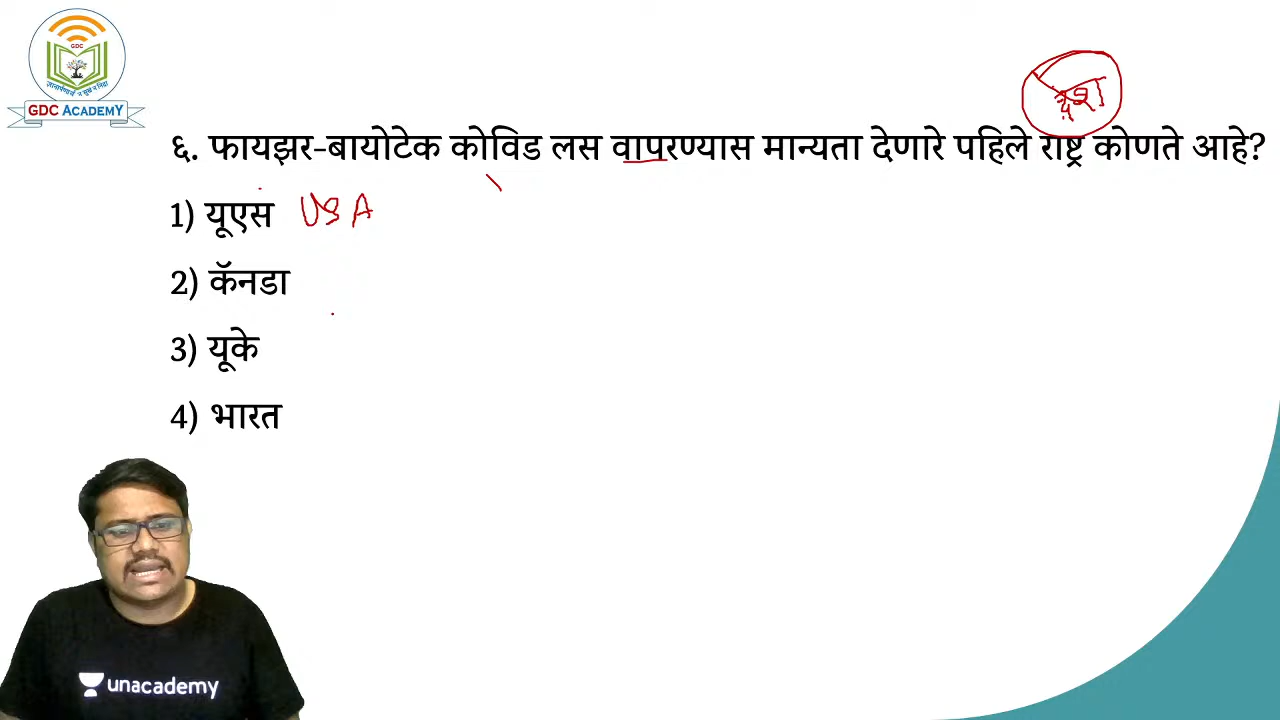 GDC
GDC ACADEMY
देश
६. फायझर-बायोटेक कोविड लस वापरण्यास मान्यता देणारे पहिले राष्ट्र कोणते आहे?
1) यूएस USA
2) कॅनडा
3) यूके
4) भारत
unacademy